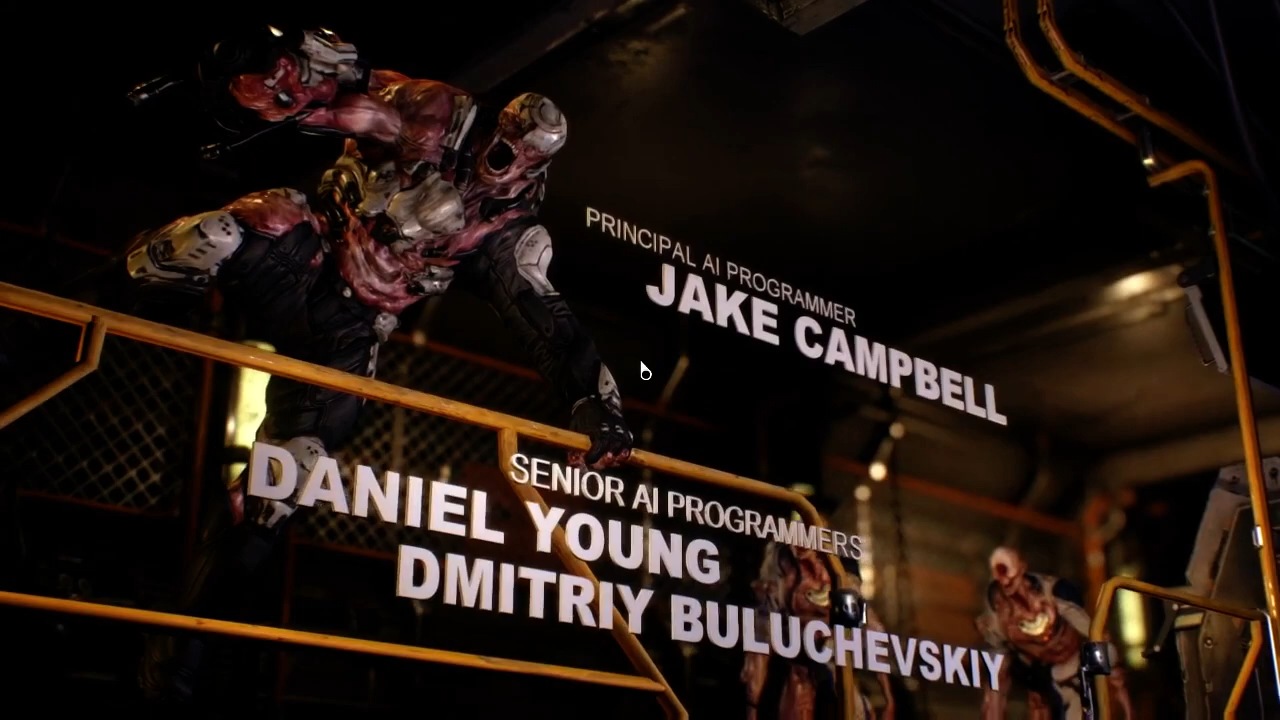 PRINCIPAL AI PROGRAMMER
JAKE CAMPBELL
SENIOR AI PROGRAMMERS
DANIEL YOUNG
DMITRIY BULUCHEVSKIY